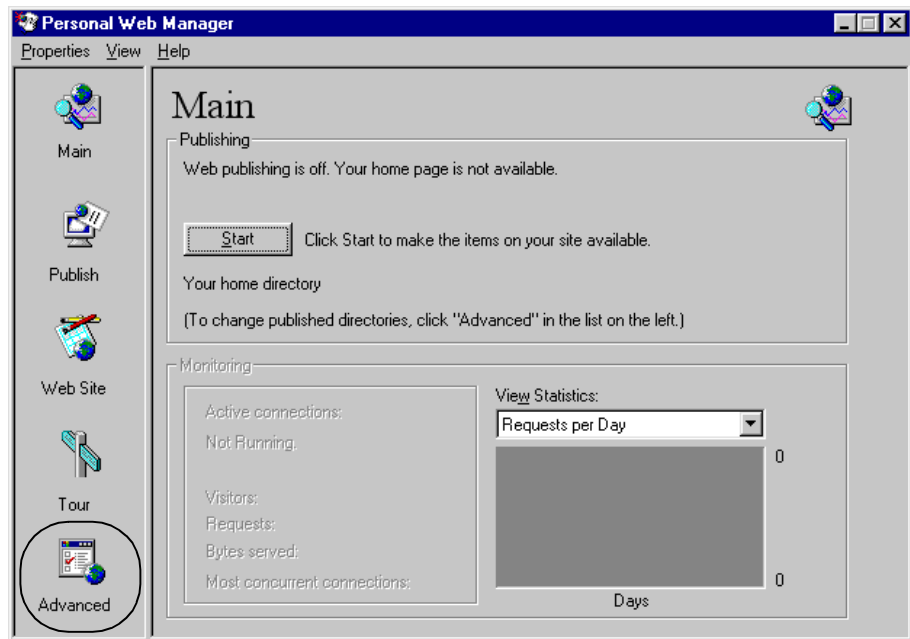 Personal Web Manager
Properties View Help
Main
Publish
Web Site
Tour
Advanced
Main
Publishing
Web publishing is off. Your home page is not available.
Start
Click Start to make the items on your site available.
Your home directory
(To change published directories, click "Advanced" in the list on the left.)
Monitoring
Active connections:
Not Running.
Visitors:
Requests:
Bytes served:
Most concurrent connections:
View Statistics:
Requests per Day
0
0
Days